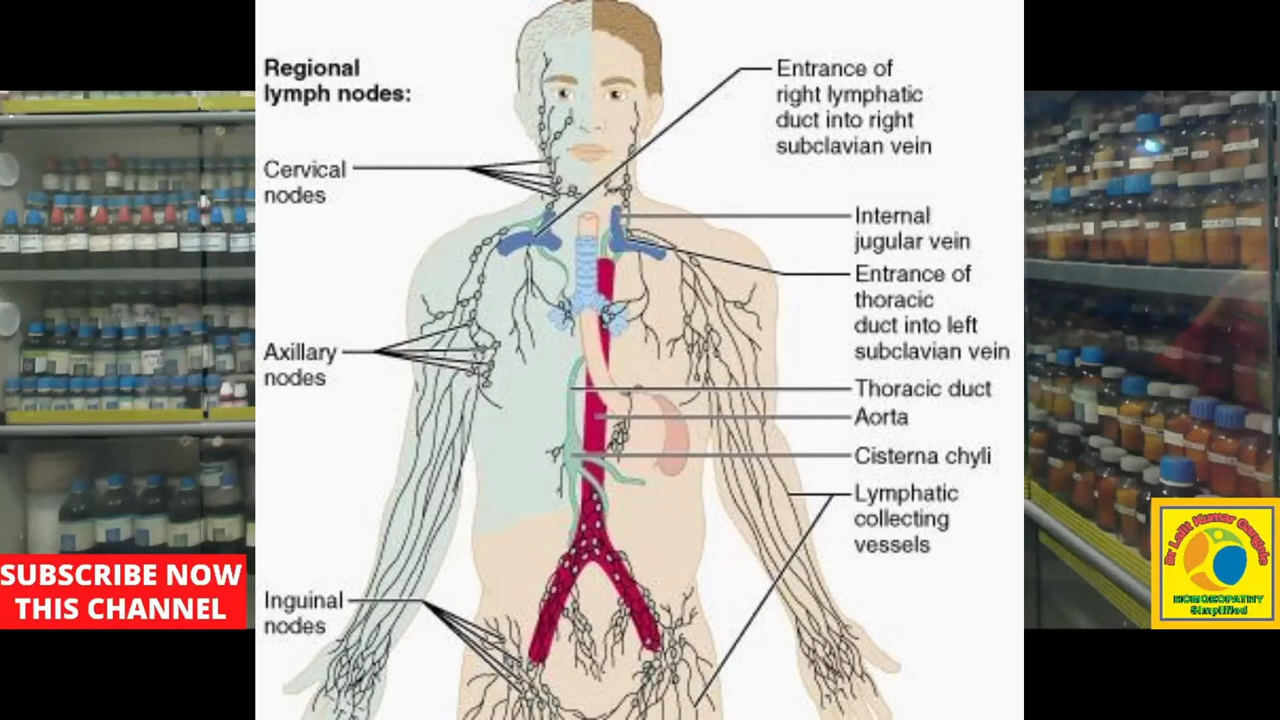 Regional
lymph nodes:
Cervical
nodes
Axillary
nodes
Inguinal
nodes
Entrance of
right lymphatic
duct into right
subclavian vein
Internal
jugular vein
Entrance of
thoracic
duct into left
subclavian vein
Thoracic duct
Aorta
Cisterna chyli
Lymphatic
collecting
vessels
SUBSCRIBE NOW
THIS CHANNEL
HOMOEOPATHY
Simplified